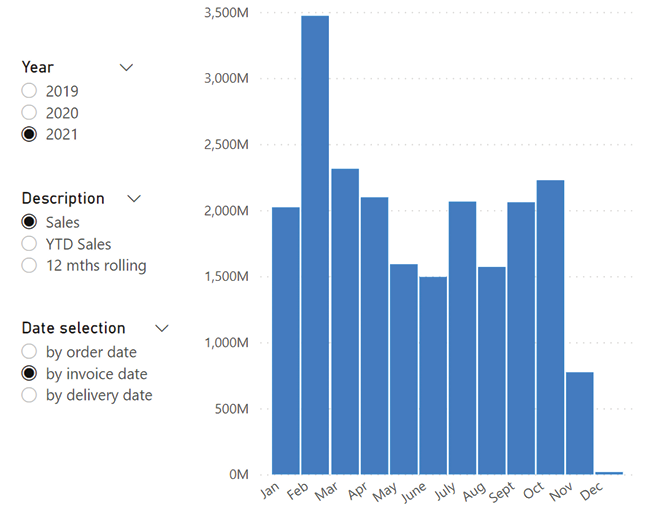 Year
2019
2020
2021
Description
Sales
YTD Sales
12 mths rolling
Date selection
by order date
by invoice date
by delivery date
3,500M
3,000M
2,500M
2,000M
1,500M
1,000M
500M
0M
Jan Feb Mar Apr May June July Aug Sept Oct Nov Dec